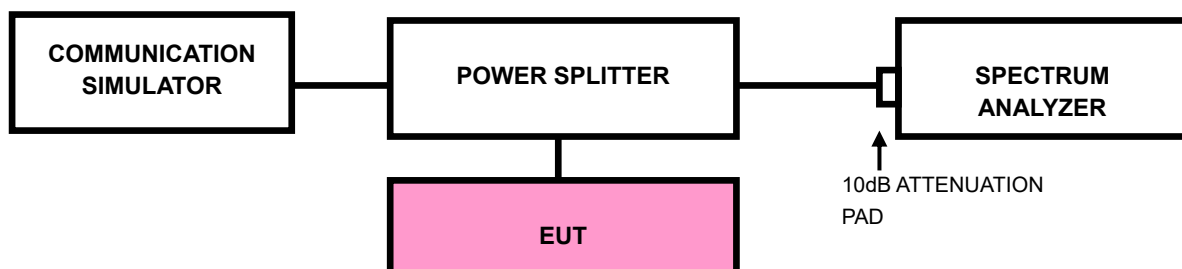 COMMUNICATION
SIMULATOR
POWER SPLITTER
SPECTRUM
ANALYZER
10dB ATTENUATION
PAD
EUT